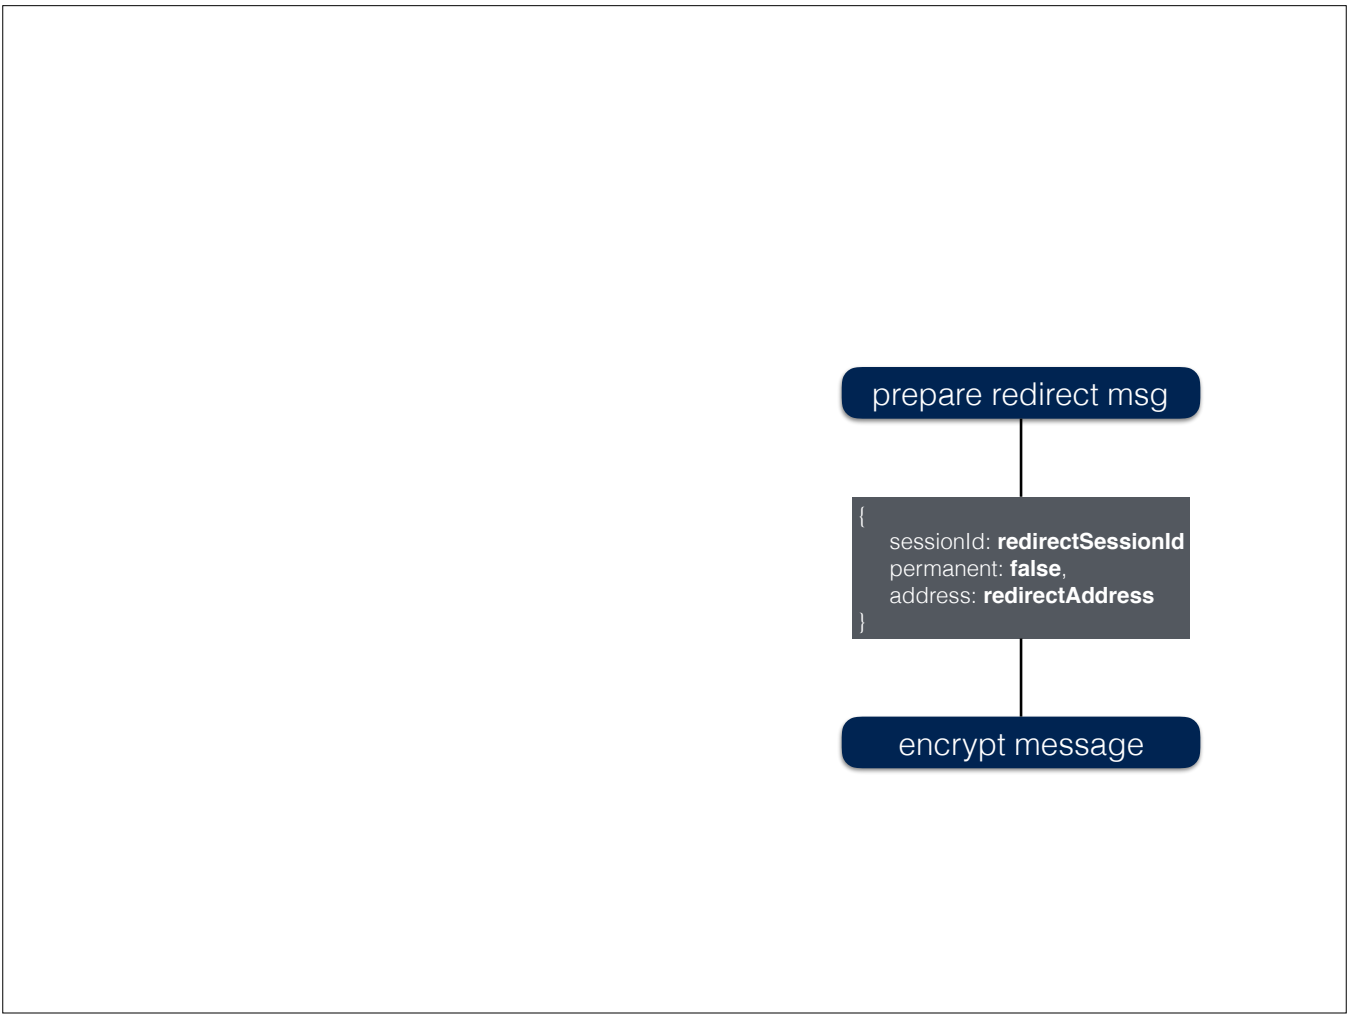 prepare redirect msg
{
sessionId: redirectSessionId
permanent: false,
address: redirectAddress
}
encrypt message